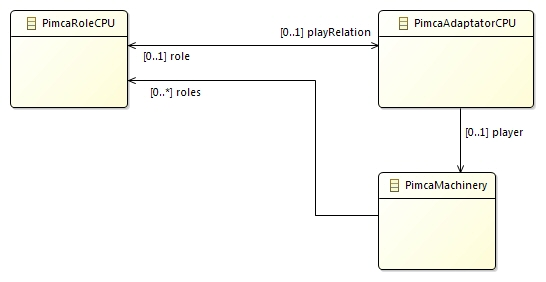 PimcaRoleCPU
PimcaAdaptatorCPU
[0..1] playRelation
[0..1] role
[0..*] roles
[0..1] player
PimcaMachinery